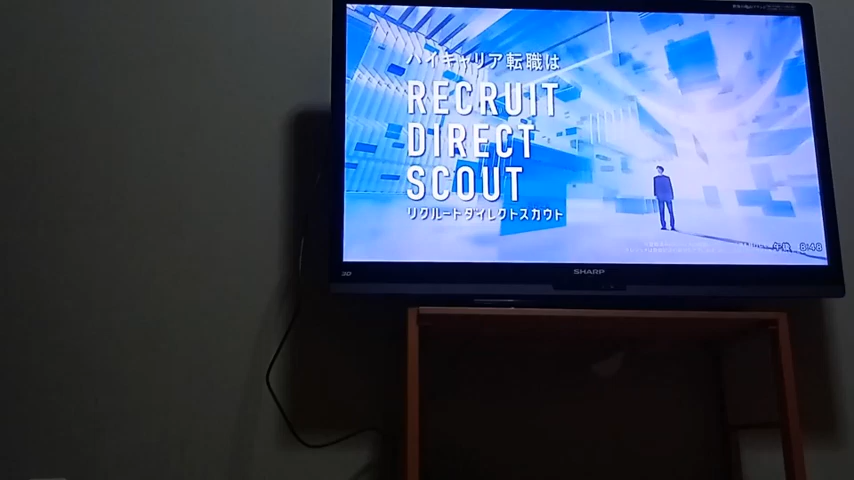 ハイキャリア転職は
RECRUIT
DIRECT
SCOUT
リクルートダイレクトスカウト
午後 8:48
SHARP
3D